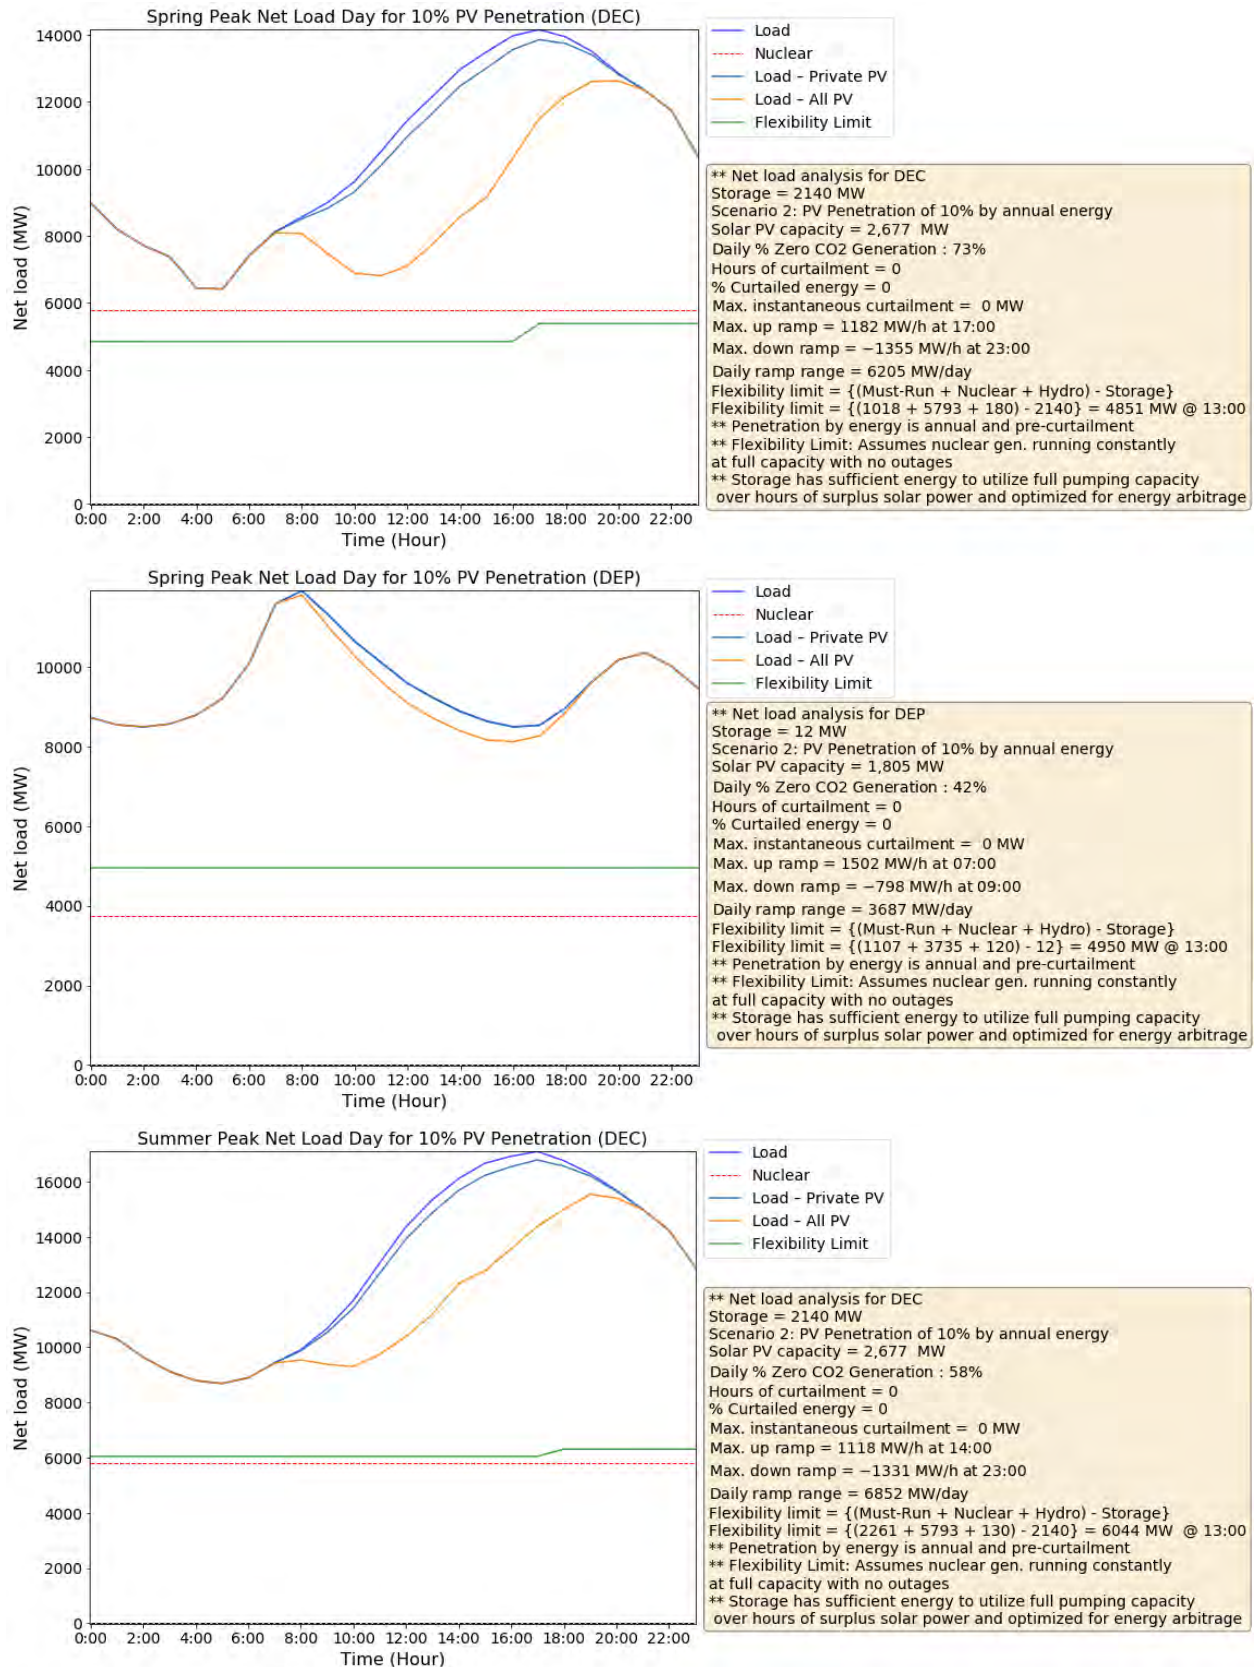 Spring Peak Net Load Day for 10% PV Penetration (DEC)
14000
12000
10000
8000
6000
4000
2000
0
Net load (MW)
0:00 2:00 4:00 6:00 8:00 10:00 12:00 14:00 16:00 18:00 20:00 22:00
Time (Hour)
Load
Nuclear
Load – Private PV
Load – All PV
Flexibility Limit
** Net load analysis for DEC
Storage = 2140 MW
Scenario 2: PV Penetration of 10% by annual energy
Solar PV capacity = 2,677 MW
Daily % Zero CO2 Generation : 73%
Hours of curtailment = 0
% Curtailed energy = 0
Max. instantaneous curtailment = 0 MW
Max. up ramp = 1182 MW/h at 17:00
Max. down ramp = −1355 MW/h at 23:00
Daily ramp range = 6205 MW/day
Flexibility limit = {(Must-Run + Nuclear + Hydro) - Storage}
Flexibility limit = {(1018 + 5793 + 180) - 2140} = 4851 MW @ 13:00
** Penetration by energy is annual and pre-curtailment
** Flexibility Limit: Assumes nuclear gen. running constantly
at full capacity with no outages
** Storage has sufficient energy to utilize full pumping capacity
over hours of surplus solar power and optimized for energy arbitrage
Spring Peak Net Load Day for 10% PV Penetration (DEP)
10000
8000
6000
4000
2000
0
Net load (MW)
0:00 2:00 4:00 6:00 8:00 10:00 12:00 14:00 16:00 18:00 20:00 22:00
Time (Hour)
Load
Nuclear
Load – Private PV
Load – All PV
Flexibility Limit
** Net load analysis for DEP
Storage = 12 MW
Scenario 2: PV Penetration of 10% by annual energy
Solar PV capacity = 1,805 MW
Daily % Zero CO2 Generation : 42%
Hours of curtailment = 0
% Curtailed energy = 0
Max. instantaneous curtailment = 0 MW
Max. up ramp = 1502 MW/h at 07:00
Max. down ramp = −798 MW/h at 09:00
Daily ramp range = 3687 MW/day
Flexibility limit = {(Must-Run + Nuclear + Hydro) - Storage}
Flexibility limit = {(1107 + 3735 + 120) - 12} = 4950 MW @ 13:00
** Penetration by energy is annual and pre-curtailment
** Flexibility Limit: Assumes nuclear gen. running constantly
at full capacity with no outages
** Storage has sufficient energy to utilize full pumping capacity
over hours of surplus solar power and optimized for energy arbitrage
Summer Peak Net Load Day for 10% PV Penetration (DEC)
16000
14000
12000
10000
8000
6000
4000
2000
0
Net load (MW)
0:00 2:00 4:00 6:00 8:00 10:00 12:00 14:00 16:00 18:00 20:00 22:00
Time (Hour)
Load
Nuclear
Load – Private PV
Load – All PV
Flexibility Limit
** Net load analysis for DEC
Storage = 2140 MW
Scenario 2: PV Penetration of 10% by annual energy
Solar PV capacity = 2,677 MW
Daily % Zero CO2 Generation : 58%
Hours of curtailment = 0
% Curtailed energy = 0
Max. instantaneous curtailment = 0 MW
Max. up ramp = 1118 MW/h at 14:00
Max. down ramp = −1331 MW/h at 23:00
Daily ramp range = 6852 MW/day
Flexibility limit = {(Must-Run + Nuclear + Hydro) - Storage}
Flexibility limit = {(2261 + 5793 + 130) - 2140} = 6044 MW @ 13:00
** Penetration by energy is annual and pre-curtailment
** Flexibility Limit: Assumes nuclear gen. running constantly
at full capacity with no outages
** Storage has sufficient energy to utilize full pumping capacity
over hours of surplus solar power and optimized for energy arbitrage